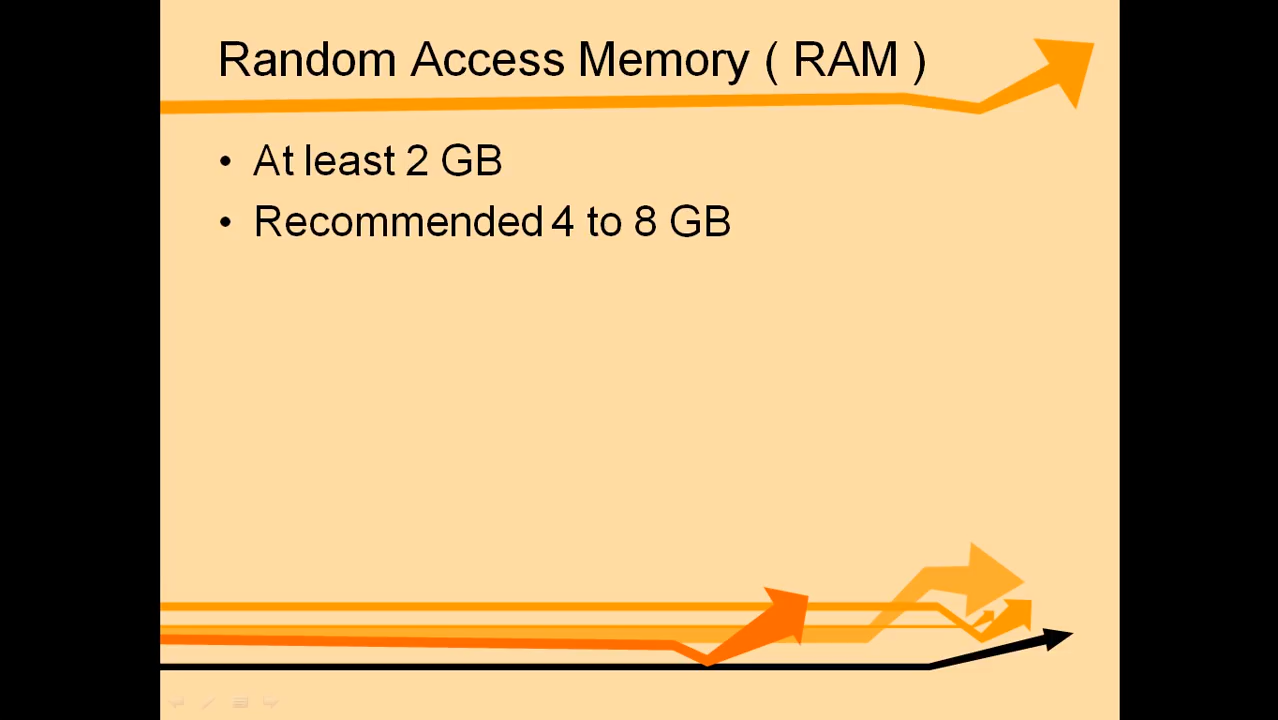 Random Access Memory ( RAM )
• At least 2 GB
• Recommended 4 to 8 GB